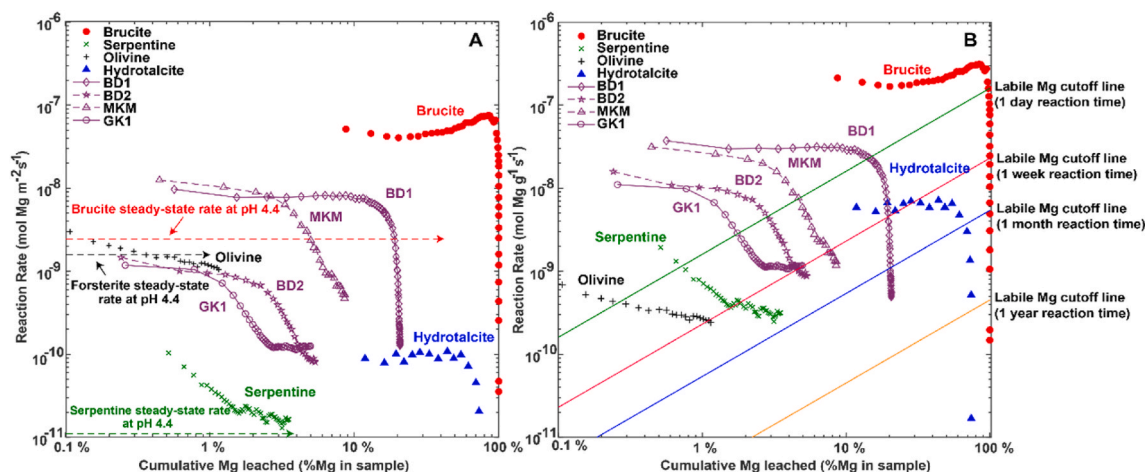 A
Brucite
Serpentine
Olivine
Hydrotalcite
BD1
BD2
MKM
GK1
Brucite
BD1
MKM
Brucite steady-state rate at pH 4.4
Olivine
Forsterite steady-state
rate at pH 4.4
BD2
GK1
Hydrotalcite
Serpentine
Serpentine steady-state
rate at pH 4.4
Reaction Rate (mol Mg m-2s-1)
10-6
10-7
10-8
10-9
10-10
10-11
0.1 %
1 %
10 %
100 %
Cumulative Mg leached (%Mg in sample)
B
Brucite
Serpentine
Olivine
Hydrotalcite
BD1
BD2
MKM
GK1
Brucite
BD1
MKM
BD2
GK1
Hydrotalcite
Serpentine
Olivine
Labile Mg cutoff line
(1 day reaction time)
Labile Mg cutoff line
(1 week reaction time)
Labile Mg cutoff line
(1 month reaction time)
Labile Mg cutoff line
(1 year reaction time)
Reaction Rate (mol Mg g-1s-1)
10-6
10-7
10-8
10-9
10-10
10-11
0.1 %
1 %
10 %
100 %
Cumulative Mg leached (%Mg in sample)